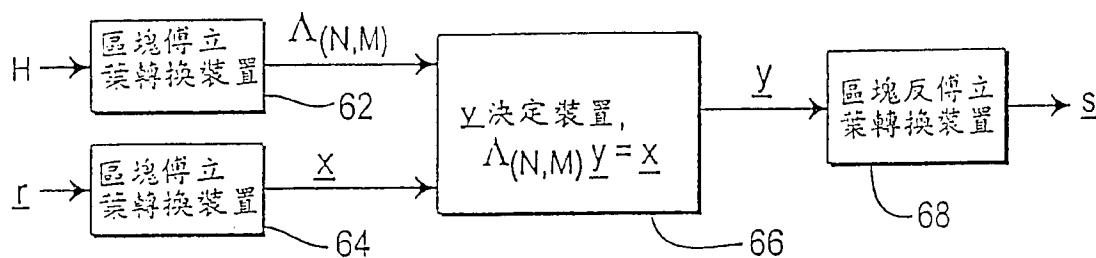 H
區塊傅立
葉轉換裝置
62
Λ(N,M)
r
區塊傅立
葉轉換裝置
64
x
y 決定裝置,
Λ(N,M) y = x
66
y
區塊反傅立
葉轉換裝置
68
s